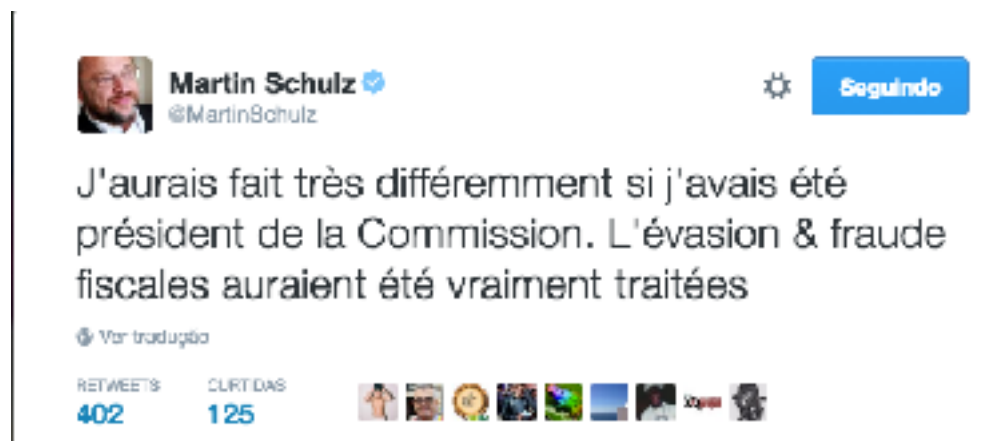 Martin Schulz
@MartinSchulz
Seguindo
J'aurais fait très différemment si j'avais été
président de la Commission. L'évasion & fraude
fiscales auraient été vraiment traitées
Ver tradução
RETWEETS CURTIDAS
402 125